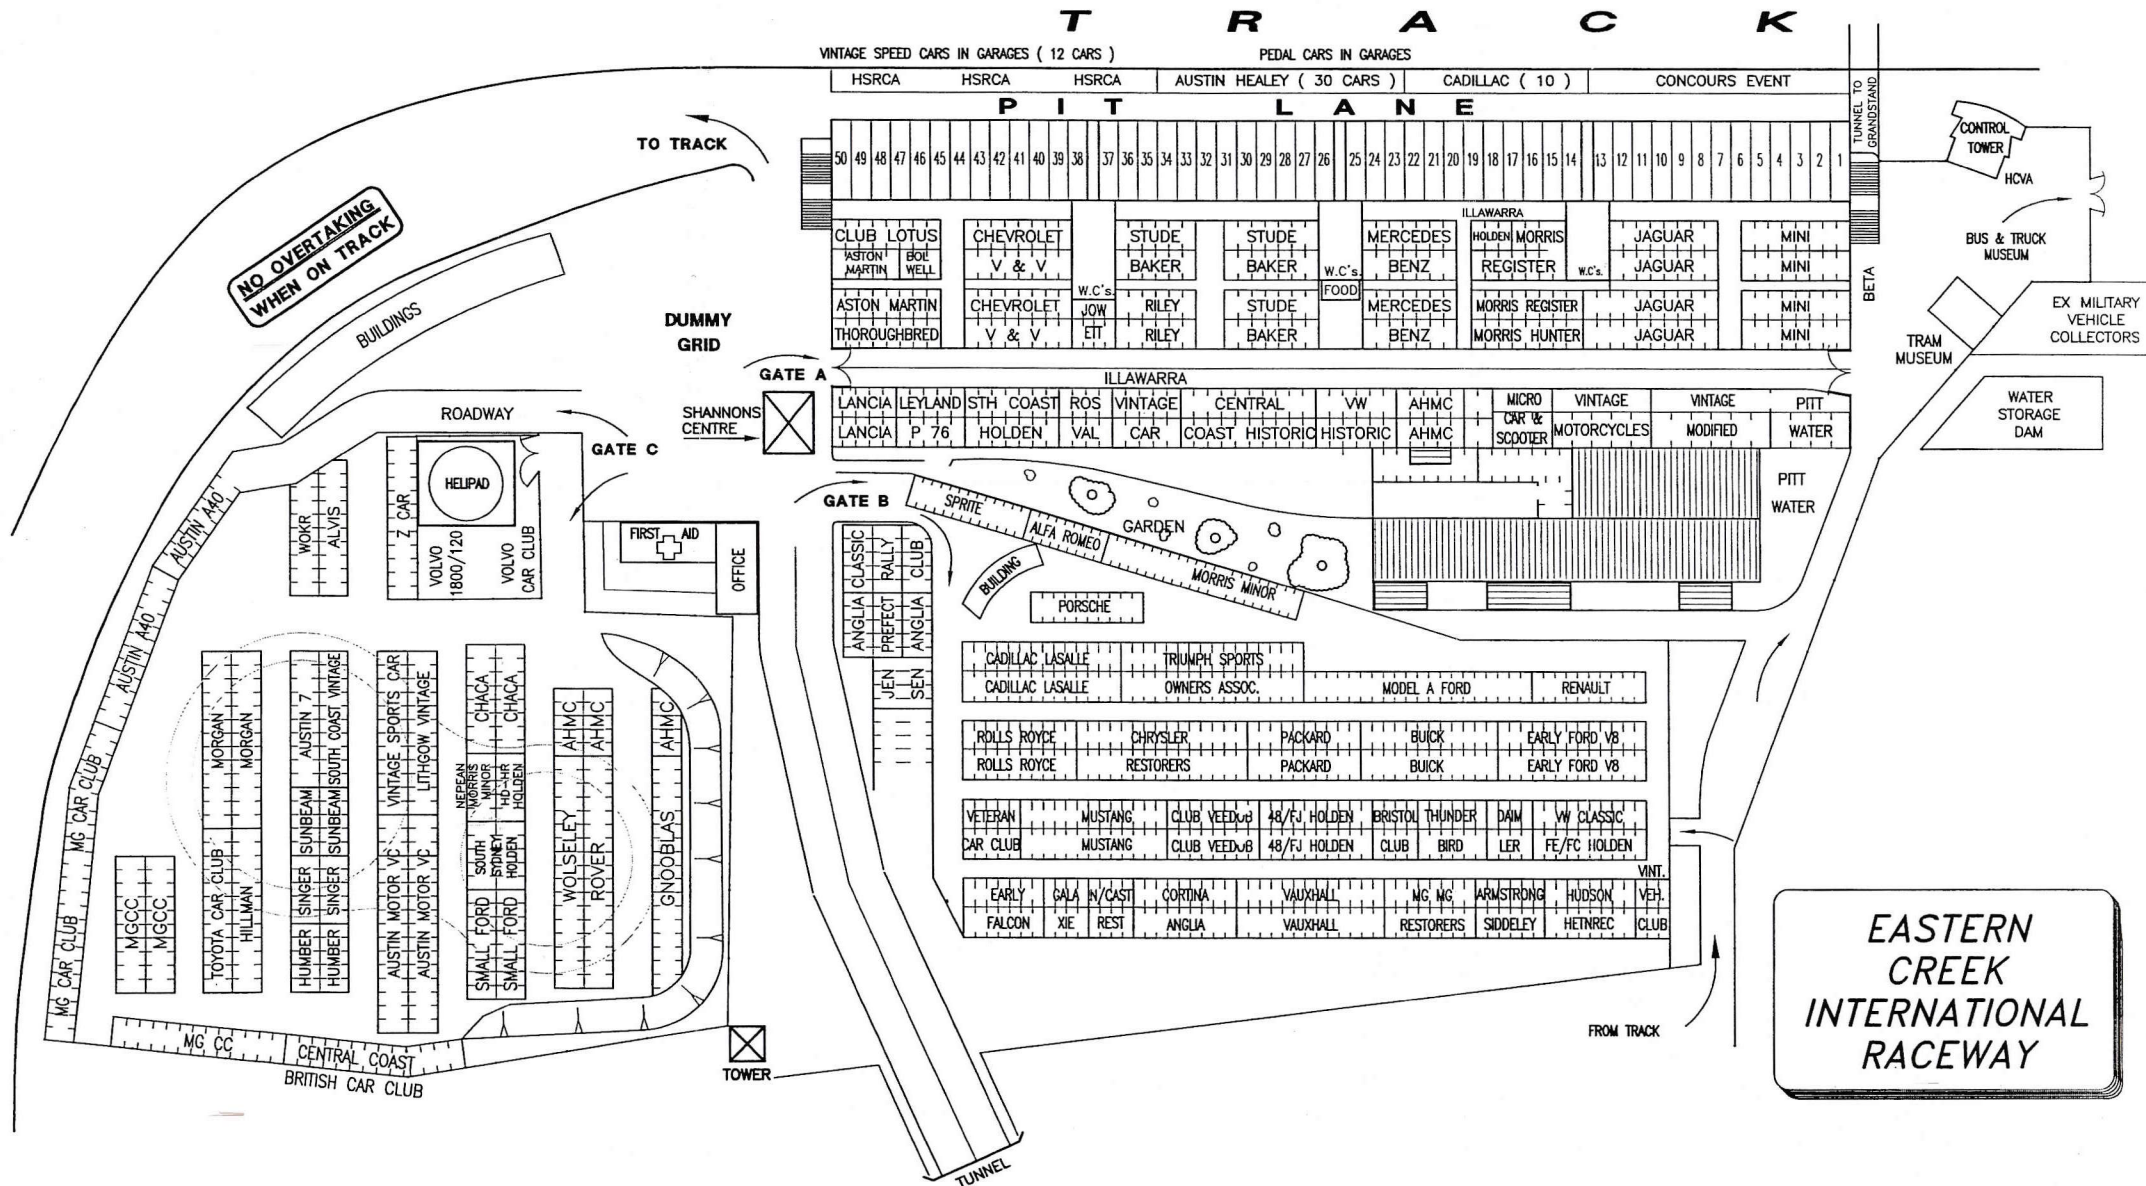 T R A C K
VINTAGE SPEED CARS IN GARAGES ( 12 CARS )
PEDAL CARS IN GARAGES
HSRCA HSRCA HSRCA AUSTIN HEALEY ( 30 CARS ) CADILLAC ( 10 ) CONCOURS EVENT
P I T L A N E
TUNNEL TO
GRANDSTAND
TO TRACK
CONTROL
TOWER
HCVA
50 49 48 47 46 45 44 43 42 41 40 39 38 37 36 35 34 33 32 31 30 29 28 27 26 25 24 23 22 21 20 19 18 17 16 15 14 13 12 11 10 9 8 7 6 5 4 3 2 1
NO OVERTAKING
WHEN ON TRACK
BUILDINGS
BUS & TRUCK
MUSEUM
BETA
EX MILITARY
VEHICLE
COLLECTORS
TRAM
MUSEUM
WATER
STORAGE
DAM
ILLAWARRA
CLUB LOTUS CHEVROLET STUDE STUDE MERCEDES HOLDEN MORRIS JAGUAR MINI
ASTON
MARTIN
BOL
WELL
V & V BAKER BAKER W.C's. BENZ REGISTER W.C's. JAGUAR MINI
W.C's. FOOD
ASTON MARTIN CHEVROLET JOW RILEY STUDE MERCEDES MORRIS REGISTER JAGUAR MINI
THOROUGHBRED V & V ETT RILEY BAKER BENZ MORRIS HUNTER JAGUAR MINI
DUMMY
GRID
GATE A
ILLAWARRA
LANCIA LEYLAND STH COAST ROS VINTAGE CENTRAL VW AHMC MICRO VINTAGE VINTAGE PITT
CAR &
LANCIA P 76 HOLDEN VAL CAR COAST HISTORIC HISTORIC AHMC SCOOTER MOTORCYCLES MODIFIED WATER
SHANNONS
CENTRE
ROADWAY
GATE C
GATE B
HELIPAD
PITT
WATER
SPRITE
ALFA ROMEO
MORRIS MINOR
GARDEN
BUILDING
PORSCHE
FIRST AID
OFFICE
AUSTIN A40
AUSTIN A40
MG CAR CLUB
MG CAR CLUB
MG CAR CLUB
WOKR
ALVIS
Z CAR
VOLVO
1800/120
VOLVO
CAR CLUB
ANGLIA CLASSIC
PREFECT RALLY
ANGLIA CLUB
JEN
SEN
MORGAN
MORGAN
TOYOTA CAR CLUB
HILLMAN
AUSTIN 7
SOUTH COAST VINTAGE
SUNBEAM
SUNBEAM
HUMBER SINGER
HUMBER SINGER
VINTAGE SPORTS CAR
LITHGOW VINTAGE
AUSTIN MOTOR VC
AUSTIN MOTOR VC
CHACA
CHACA
NEPEAN
MORRIS
MINOR
HD-HR
HOLDEN
SOUTH
SYDNEY
HOLDEN
SMALL FORD
SMALL FORD
AHMC
AHMC
WOLSELEY
ROVER
AHMC
GNOOBLAS
MGCC
MGCC
MG CC
CENTRAL COAST
BRITISH CAR CLUB
TOWER
TUNNEL
CADILLAC LASALLE TRIUMPH SPORTS
CADILLAC LASALLE OWNERS ASSOC. MODEL A FORD RENAULT
ROLLS ROYCE CHRYSLER PACKARD BUICK EARLY FORD V8
ROLLS ROYCE RESTORERS PACKARD BUICK EARLY FORD V8
VETERAN MUSTANG CLUB VEEDUB 48/FJ HOLDEN BRISTOL THUNDER DAIM VW CLASSIC
CAR CLUB MUSTANG CLUB VEEDUB 48/FJ HOLDEN CLUB BIRD LER FE/FC HOLDEN
VINT.
EARLY GALA N/CAST CORTINA VAUXHALL MG MG ARMSTRONG HUDSON VEH.
FALCON XIE REST ANGLIA VAUXHALL RESTORERS SIDDELEY HETNREC CLUB
FROM TRACK
EASTERN
CREEK
INTERNATIONAL
RACEWAY